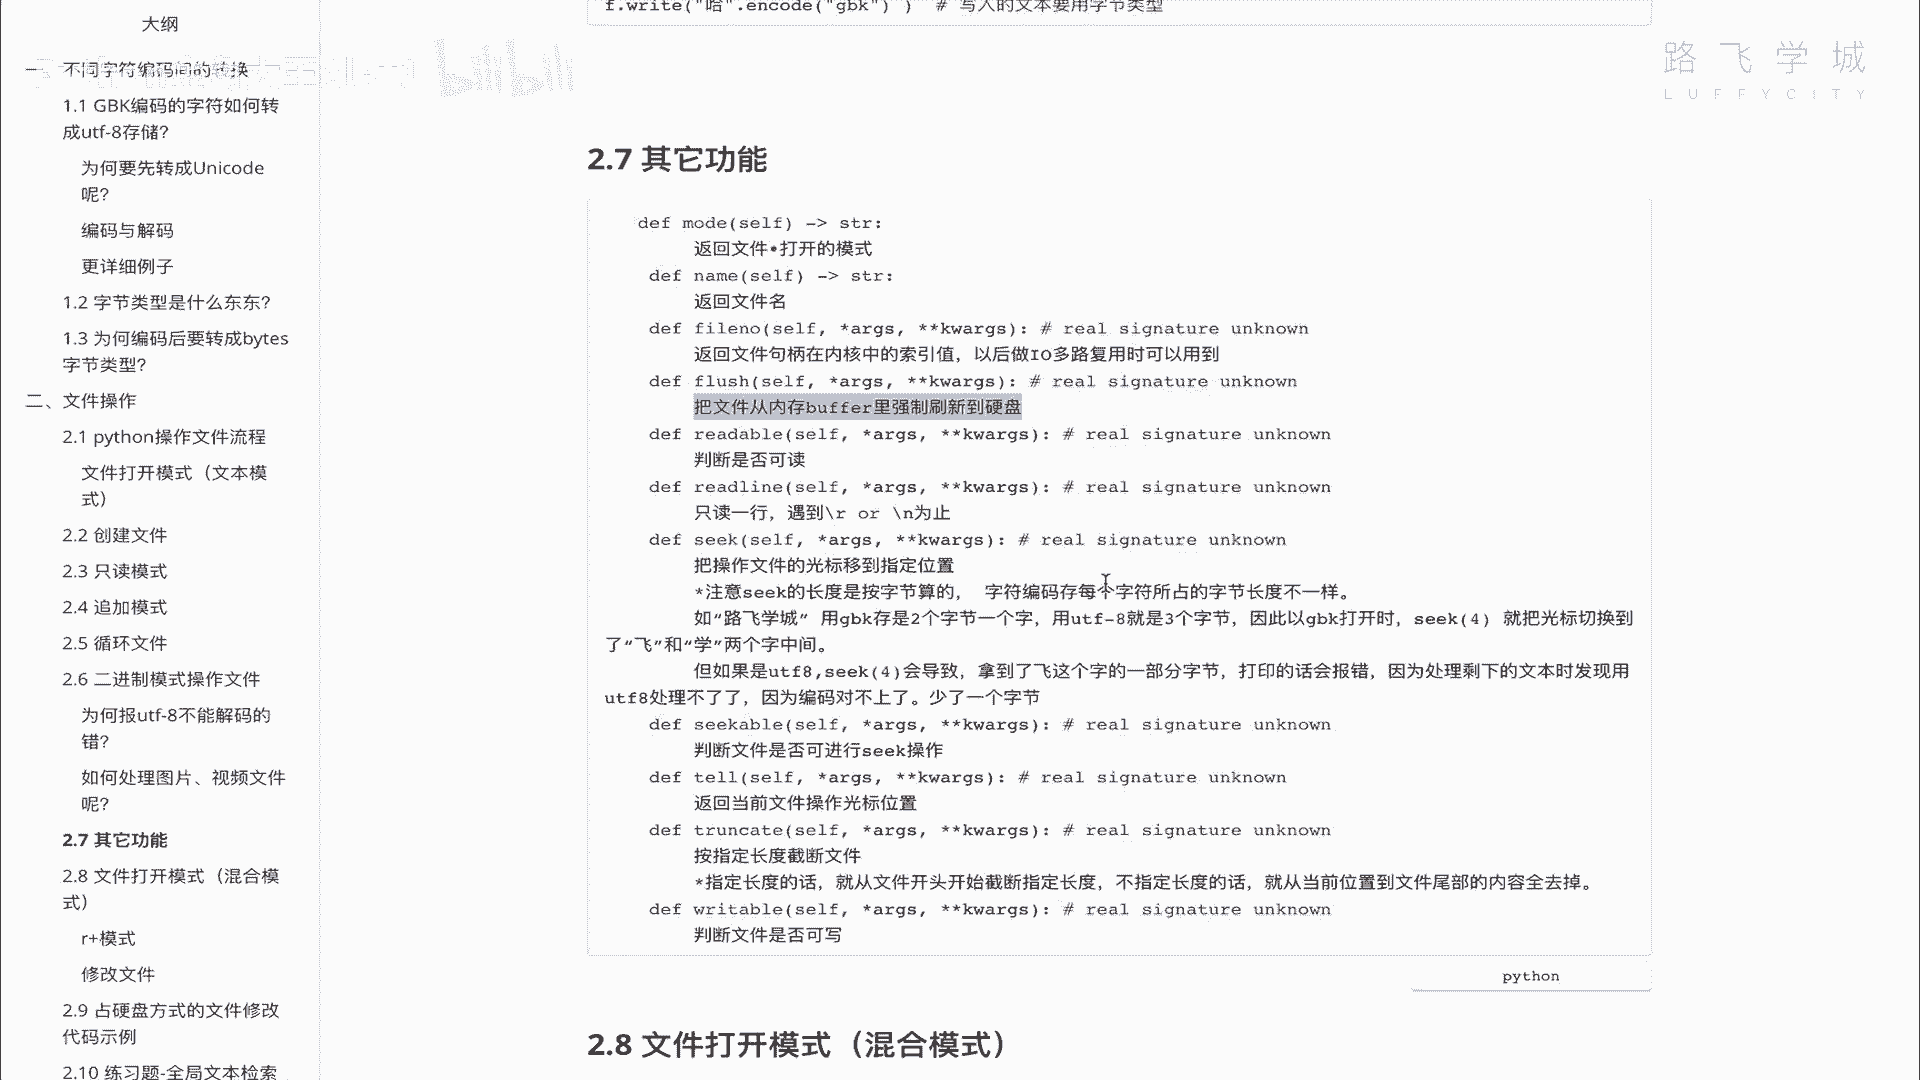 大纲
一、不同字符编码间的转换
1.1 GBK编码的字符如何转
成utf-8存储?
为何要先转成Unicode
呢?
编码与解码
更详细例子
1.2 字节类型是什么东东?
1.3 为何编码后要转成bytes
字节类型?
二、文件操作
2.1 python操作文件流程
文件打开模式（文本模
式）
2.2 创建文件
2.3 只读模式
2.4 追加模式
2.5 循环文件
2.6 二进制模式操作文件
为何报utf-8不能解码的
错?
如何处理图片、视频文件
呢?
2.7 其它功能
2.8 文件打开模式（混合模
式）
r+模式
修改文件
2.9 占硬盘方式的文件修改
代码示例
2.10 练习题-全局文本检索
f.write("哈".encode("gbk") ) # 写入的文本要用字节类型
bilibili
路飞学城
LUFFYCITY
2.7 其它功能
def mode(self) -> str:
返回文件•打开的模式
def name(self) -> str:
返回文件名
def fileno(self, *args, **kwargs): # real signature unknown
返回文件句柄在内核中的索引值，以后做IO多路复用时可以用到
def flush(self, *args, **kwargs): # real signature unknown
把文件从内存buffer里强制刷新到硬盘
def readable(self, *args, **kwargs): # real signature unknown
判断是否可读
def readline(self, *args, **kwargs): # real signature unknown
只读一行，遇到\r or \n为止
def seek(self, *args, **kwargs): # real signature unknown
把操作文件的光标移到指定位置
*注意seek的长度是按字节算的， 字符编码存每个字符所占的字节长度不一样。
如“路飞学城” 用gbk存是2个字节一个字，用utf-8就是3个字节，因此以gbk打开时，seek(4) 就把光标切换到
了“飞”和“学”两个字中间。
但如果是utf8,seek(4)会导致，拿到了飞这个字的一部分字节，打印的话会报错，因为处理剩下的文本时发现用
utf8处理不了了，因为编码对不上了。少了一个字节
def seekable(self, *args, **kwargs): # real signature unknown
判断文件是否可进行seek操作
def tell(self, *args, **kwargs): # real signature unknown
返回当前文件操作光标位置
def truncate(self, *args, **kwargs): # real signature unknown
按指定长度截断文件
*指定长度的话，就从文件开头开始截断指定长度，不指定长度的话，就从当前位置到文件尾部的内容全去掉。
def writable(self, *args, **kwargs): # real signature unknown
判断文件是否可写
python
2.8 文件打开模式（混合模式）